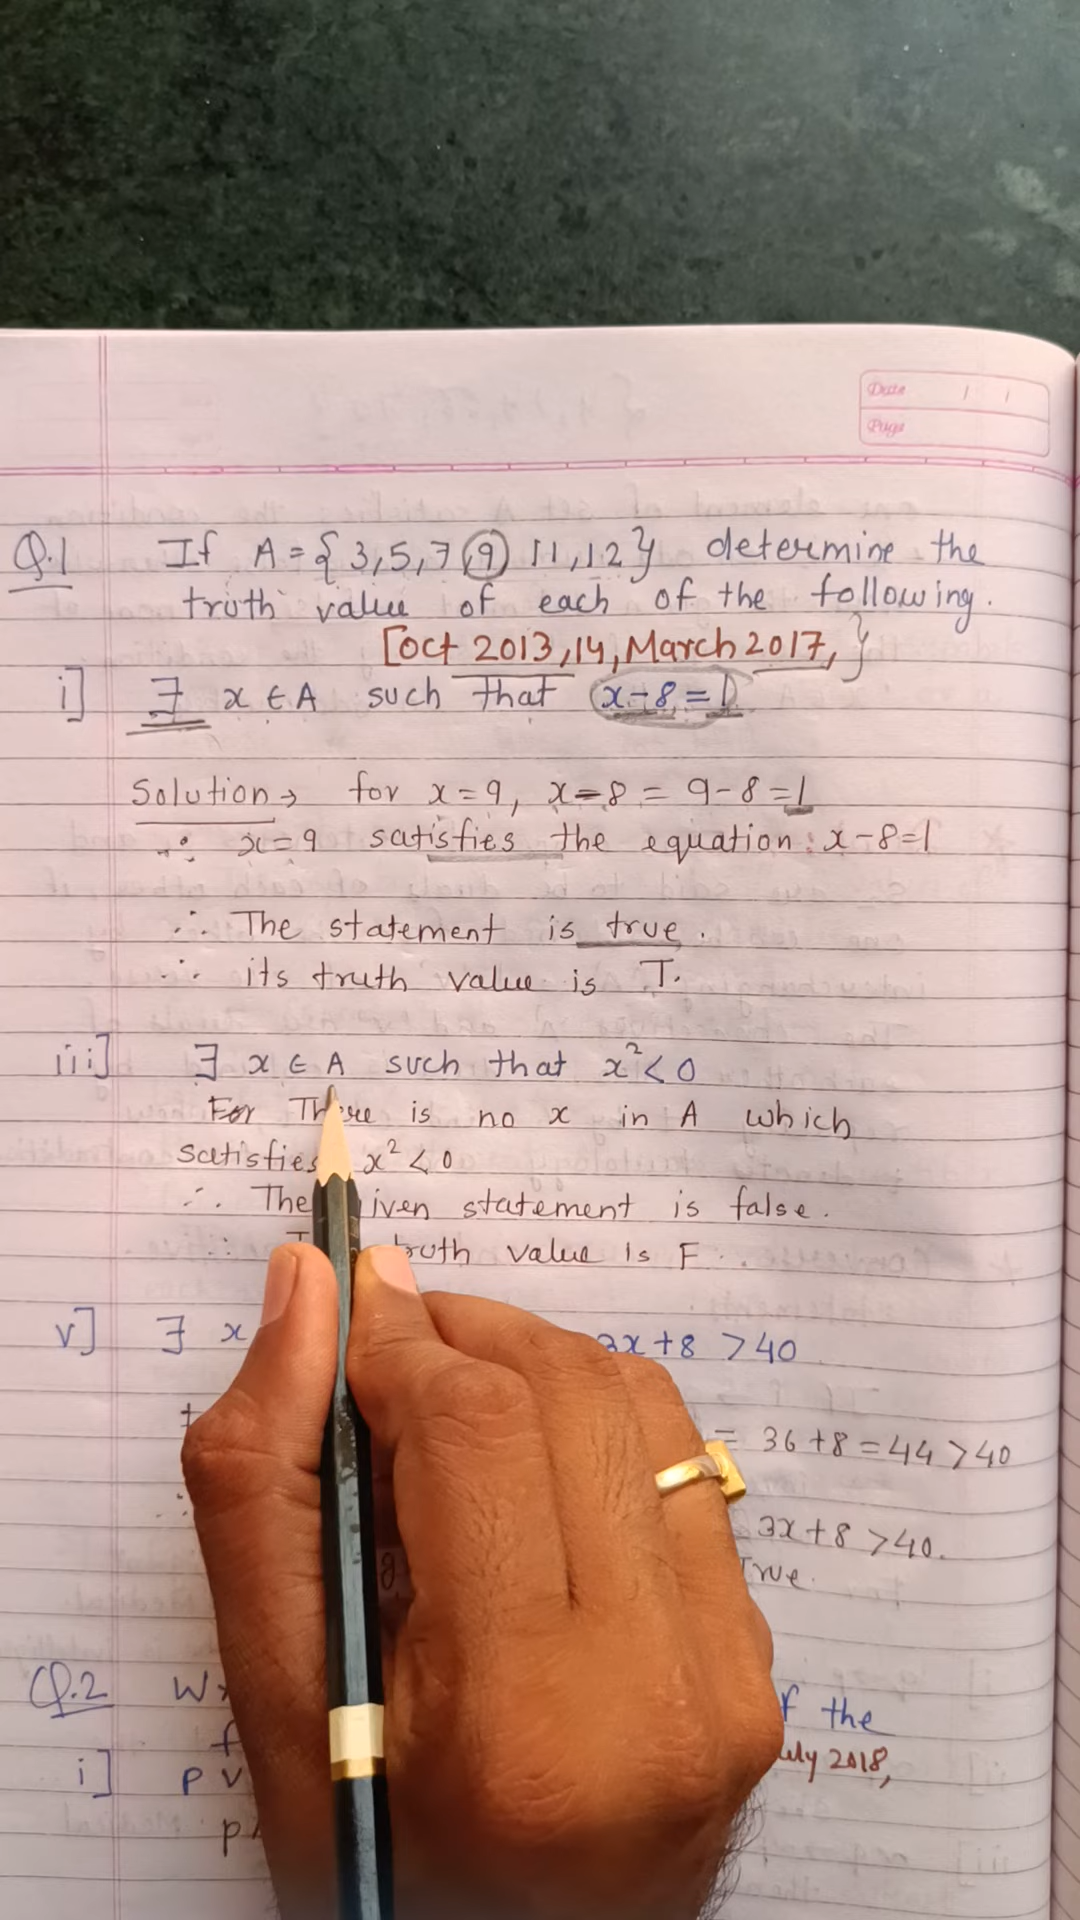 Date / /
Page
Q.1 If A = {3,5,7,9, 11,12} determine the
truth value of each of the following.
[oct 2013,14, March 2017, }
i] ∃ x ∈ A such that x-8=1
Solution → for x=9, x-8 = 9-8=1
∴ x=9 satisfies the equation: x-8=1
∴ The statement is true.
∴ its truth value is T.
iii] ∃ x ∈ A such that x²<0
For There is no x in A which
satisfies x²<0
∴ The given statement is false.
∴ truth value is F.
v] ∃ x 3x+8 >40
= 36+8=44 >40
3x+8 >40.
True.
Q.2 f the
i] p v July 2018,
p